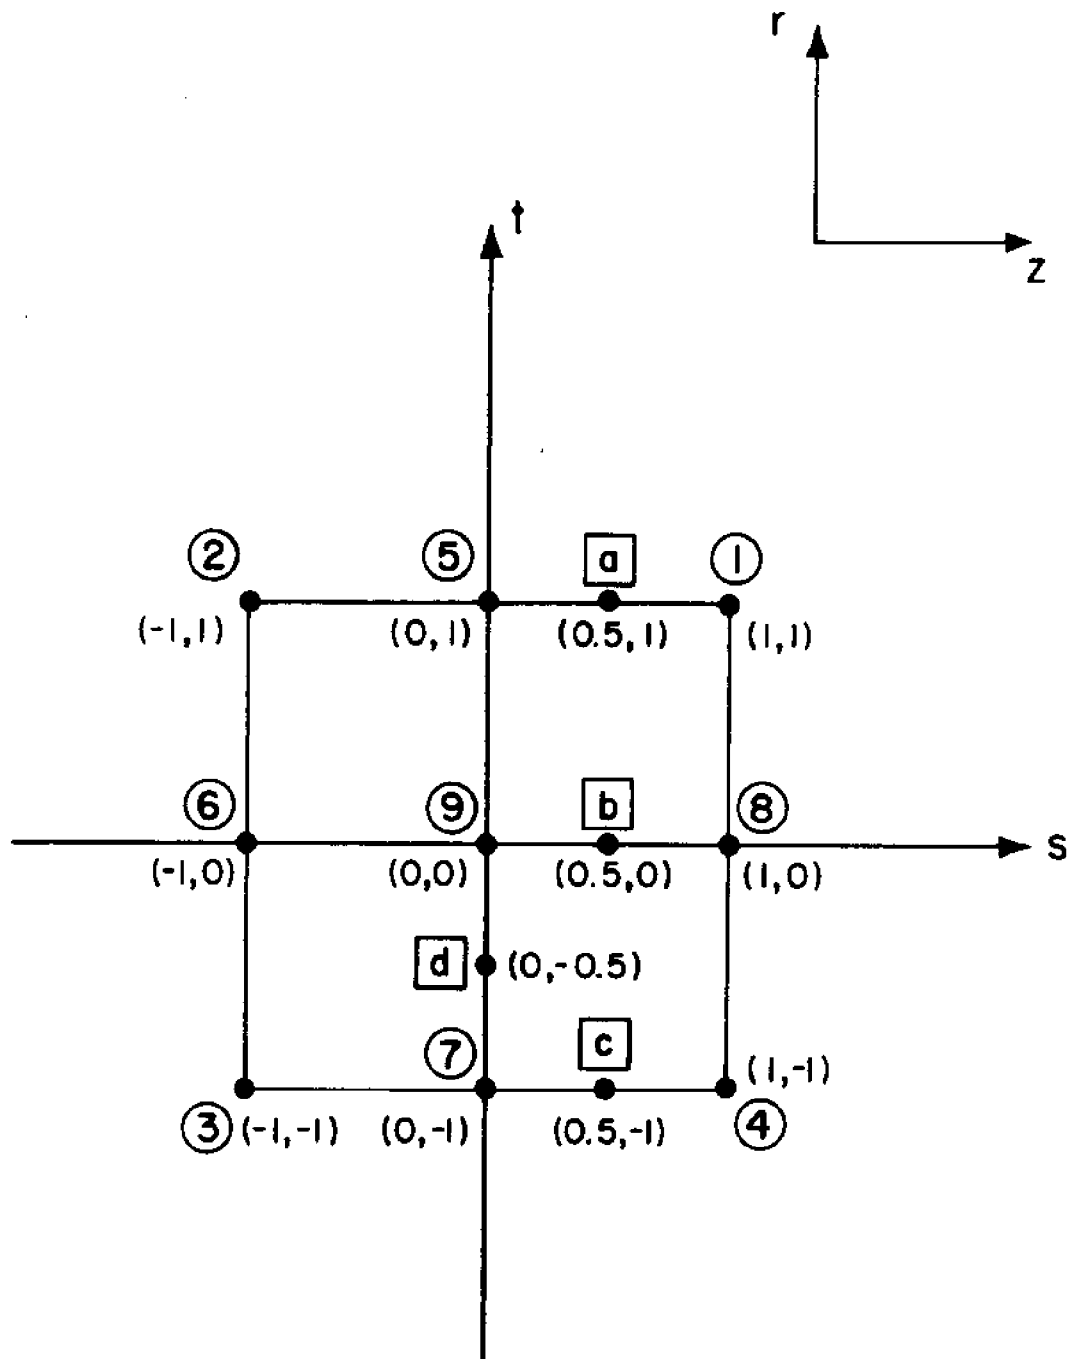 r
z
t
2 5 a 1
(-1,1) (0,1) (0.5,1) (1,1)
6 9 b 8
s
(-1,0) (0,0) (0.5,0) (1,0)
d (0,-0.5)
7 c
(1,-1)
3 (-1,-1) (0,-1) (0.5,-1) 4